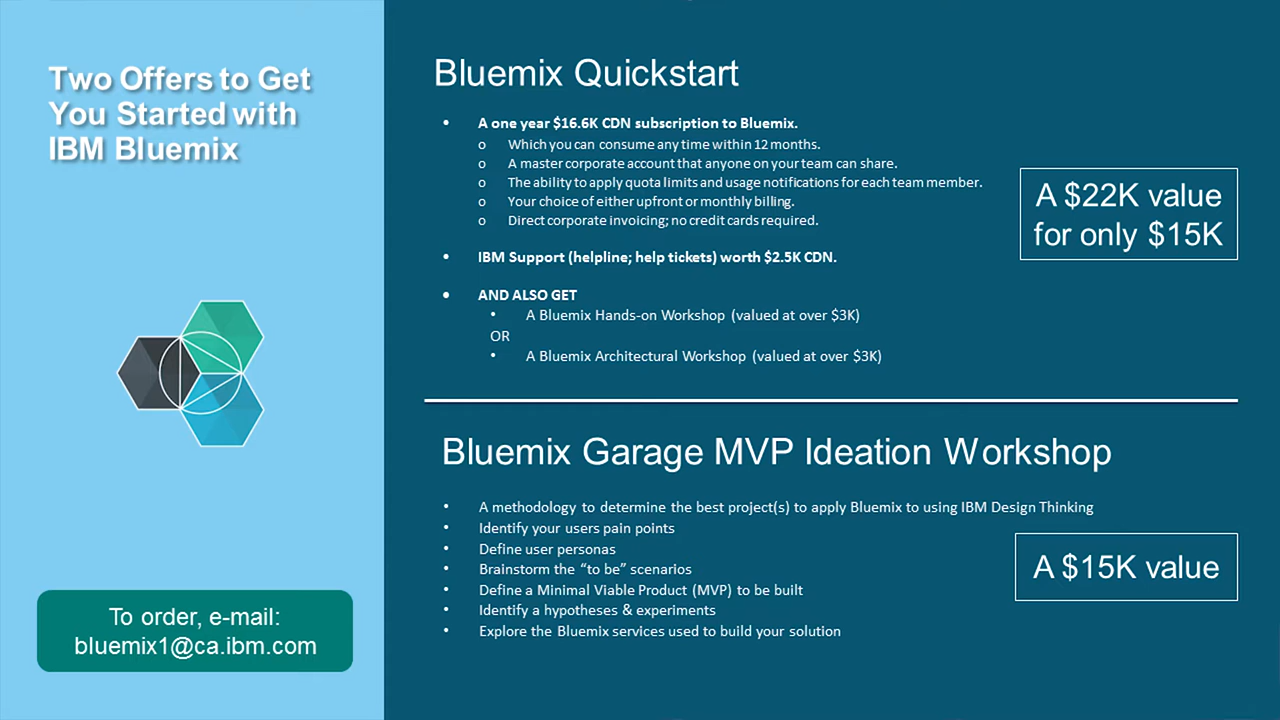 Two Offers to Get
You Started with
IBM Bluemix
To order, e-mail:
bluemix1@ca.ibm.com
Bluemix Quickstart
• A one year $16.6K CDN subscription to Bluemix.
o Which you can consume any time within 12 months.
o A master corporate account that anyone on your team can share.
o The ability to apply quota limits and usage notifications for each team member.
o Your choice of either upfront or monthly billing.
o Direct corporate invoicing; no credit cards required.
• IBM Support (helpline; help tickets) worth $2.5K CDN.
• AND ALSO GET
• A Bluemix Hands-on Workshop (valued at over $3K)
OR
• A Bluemix Architectural Workshop (valued at over $3K)
A $22K value
for only $15K
Bluemix Garage MVP Ideation Workshop
• A methodology to determine the best project(s) to apply Bluemix to using IBM Design Thinking
• Identify your users pain points
• Define user personas
• Brainstorm the “to be” scenarios
• Define a Minimal Viable Product (MVP) to be built
• Identify a hypotheses & experiments
• Explore the Bluemix services used to build your solution
A $15K value